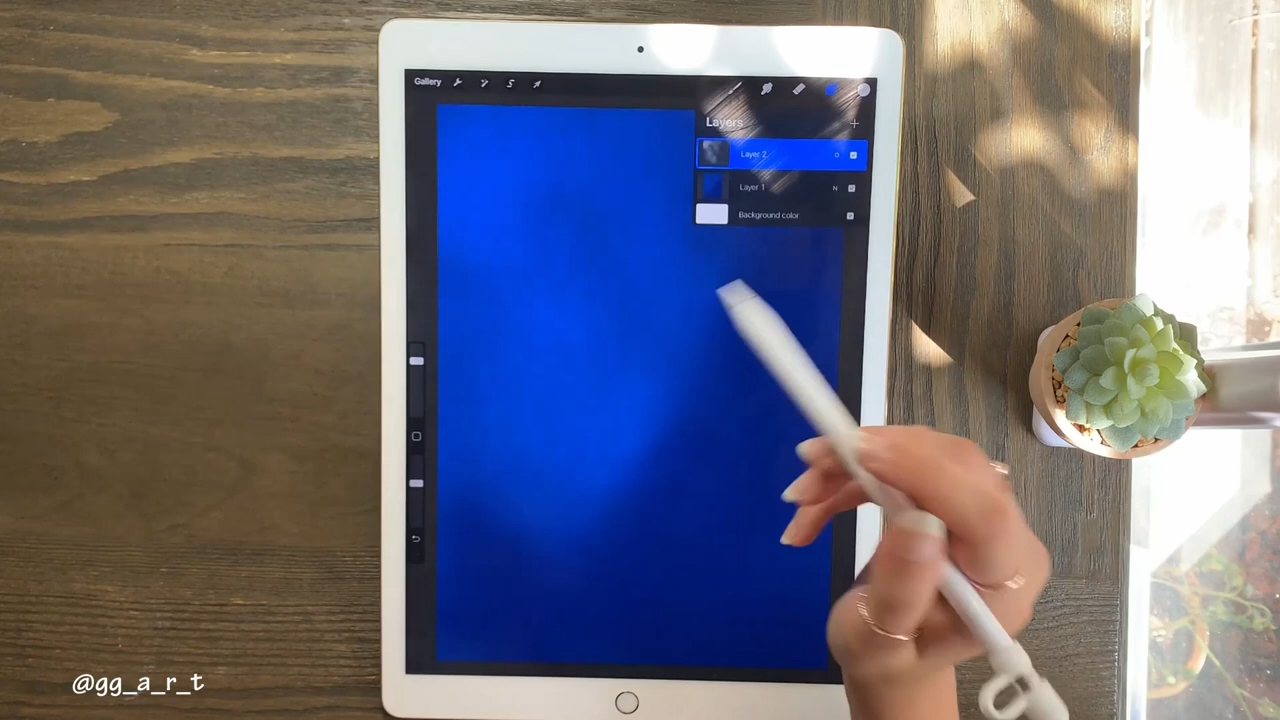 Gallery
Layers
Layer 2 O
Layer 1 N
Background color
@gg_a_r_t